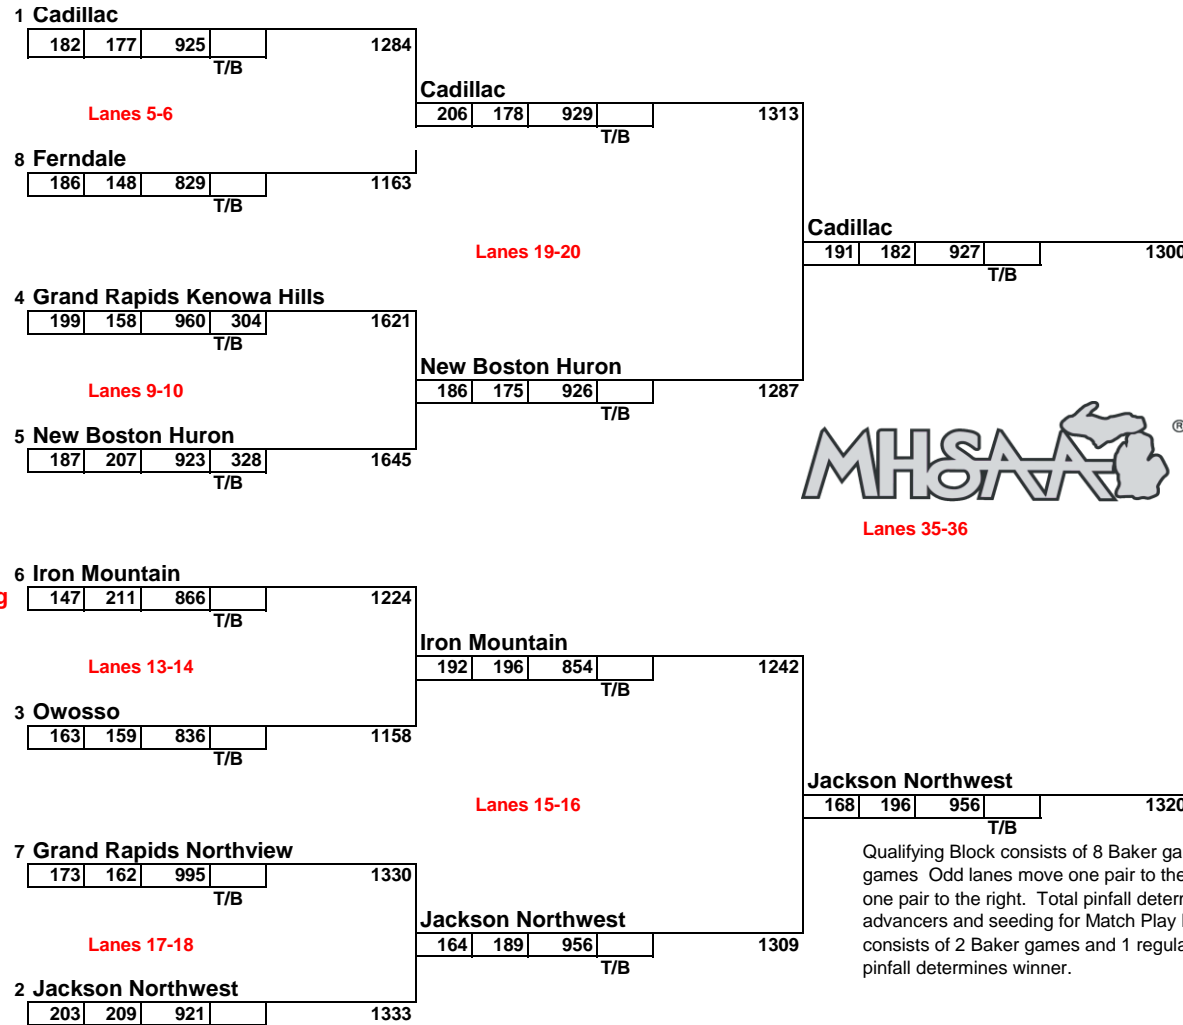 1 Cadillac
182 177 925 1284
T/B
Cadillac
Lanes 5-6
206 178 929 1313
T/B
8 Ferndale
186 148 829 1163
T/B
Cadillac
Lanes 19-20
191 182 927 1300
T/B
4 Grand Rapids Kenowa Hills
199 158 960 304 1621
T/B
New Boston Huron
Lanes 9-10
186 175 926 1287
T/B
5 New Boston Huron
187 207 923 328 1645
T/B
MHSAA ®
Lanes 35-36
6 Iron Mountain
g 147 211 866 1224
T/B
Iron Mountain
Lanes 13-14
192 196 854 1242
T/B
3 Owosso
163 159 836 1158
T/B
Jackson Northwest
Lanes 15-16
168 196 956 1320
T/B
7 Grand Rapids Northview
173 162 995 1330
T/B
Jackson Northwest
Lanes 17-18
164 189 956 1309
T/B
2 Jackson Northwest
203 209 921 1333
Qualifying Block consists of 8 Baker ga
games Odd lanes move one pair to the
one pair to the right. Total pinfall deter
advancers and seeding for Match Play
consists of 2 Baker games and 1 regula
pinfall determines winner.